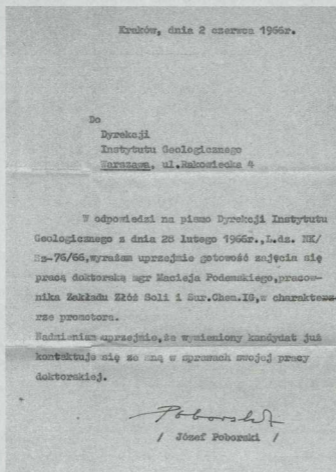 Kraków, dnia 2 czerwca 1966r.
Do
Dyrekcji
Instytutu Geologicznego
Warszawa, ul.Rakowiecka 4
W odpowiedzi na pismo Dyrekcji Instytutu
Geologicznego z dnia 28 lutego 1966r.,L.dz. NK/
Sm-76/66,wyrażam uprzejmie gotowość zajęcia się
pracą doktorską mgr Macieja Podemskiego,pracow-
nika Zakładu Złóż Soli i Sur.Chem.IG,w charakte-
rze promotora.
uprzejmie,że wymieniony kandydat już
kontaktuje się ze mną w sprawach swojej pracy
doktorskiej.
Poborski
/ Józef Poborski /